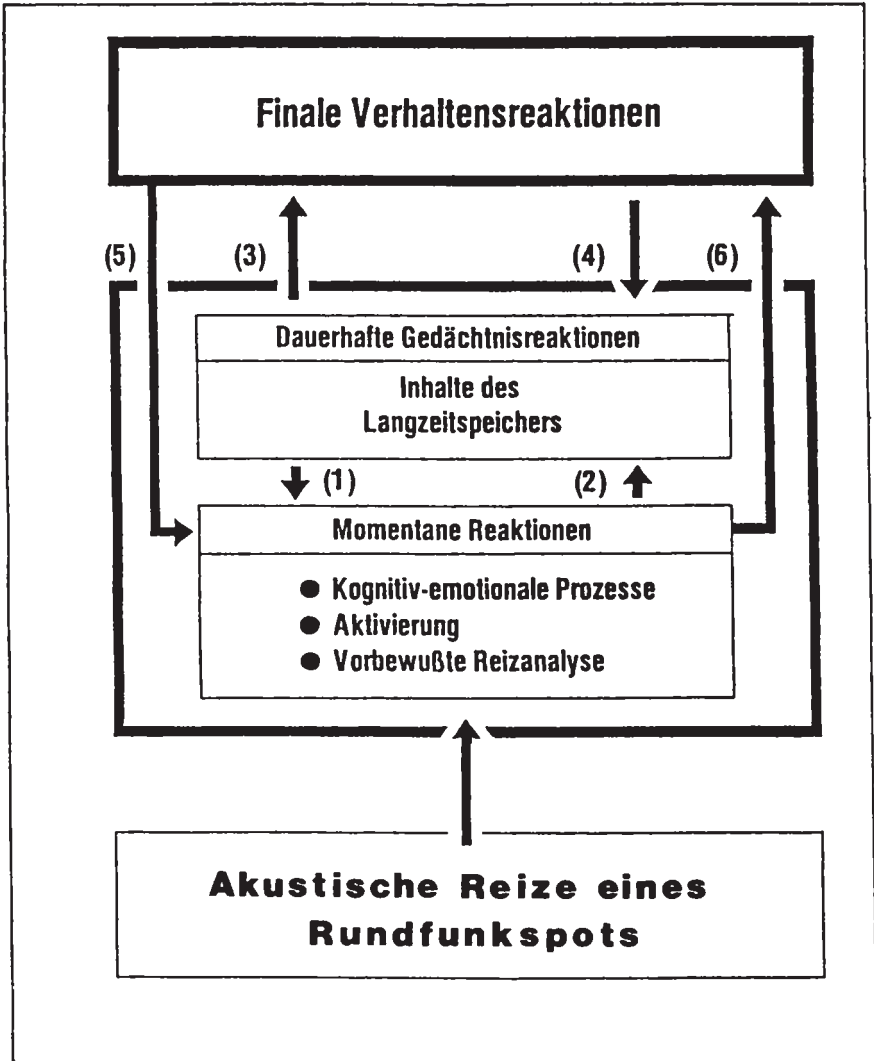 Finale Verhaltensreaktionen
(5) (3) (4) (6)
Dauerhafte Gedächtnisreaktionen
Inhalte des
Langzeitspeichers
(1) (2)
Momentane Reaktionen
● Kognitiv-emotionale Prozesse
● Aktivierung
● Vorbewußte Reizanalyse
Akustische Reize eines
Rundfunkspots